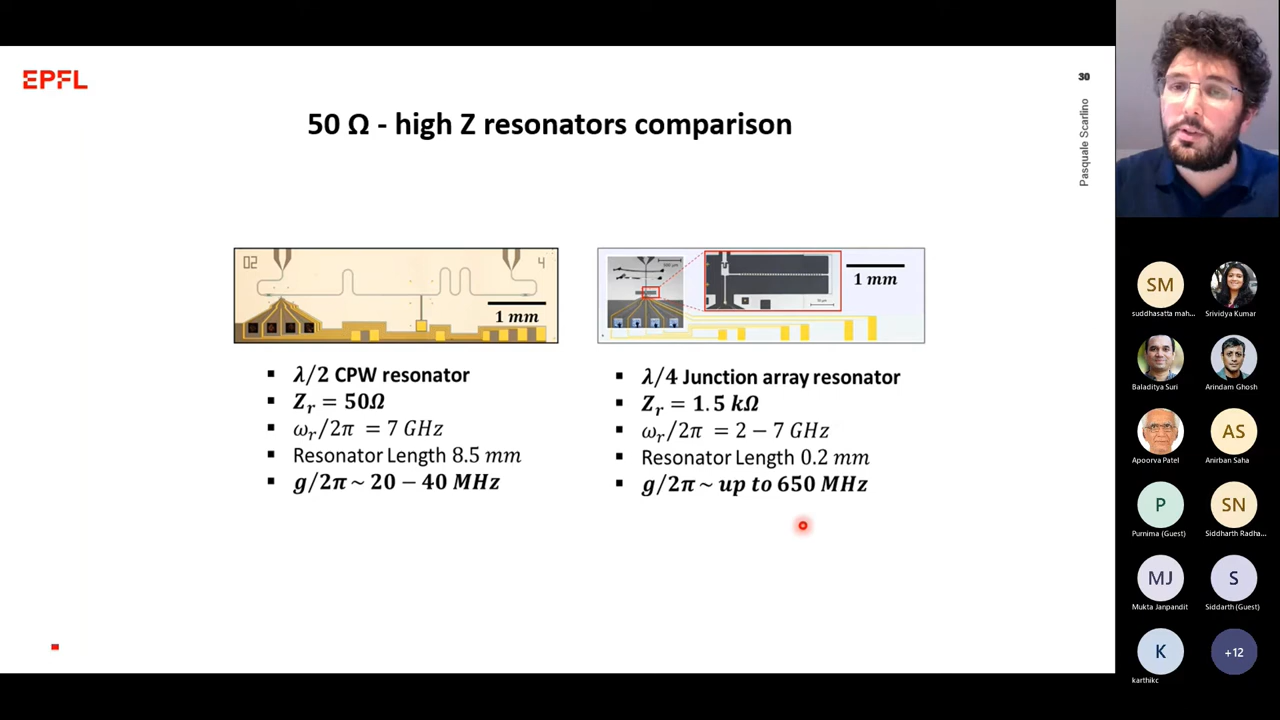 EPFL
30
Pasquale Scarlino
50 Ω - high Z resonators comparison
02
4
1 mm
1 mm
▪ λ/2 CPW resonator
▪ Z_r = 50Ω
▪ ω_r/2π = 7 GHz
▪ Resonator Length 8.5 mm
▪ g/2π ~ 20 − 40 MHz
▪ λ/4 Junction array resonator
▪ Z_r = 1.5 kΩ
▪ ω_r/2π = 2 − 7 GHz
▪ Resonator Length 0.2 mm
▪ g/2π ~ up to 650 MHz
SM
suddhasatta mah...
Srividya Kumar
Baladitya Suri
Arindam Ghosh
Apoorva Patel
AS
Anirban Saha
P
Purnima (Guest)
SN
Siddharth Radha...
MJ
Mukta Janpandit
S
Siddarth (Guest)
K
karthikc
+12